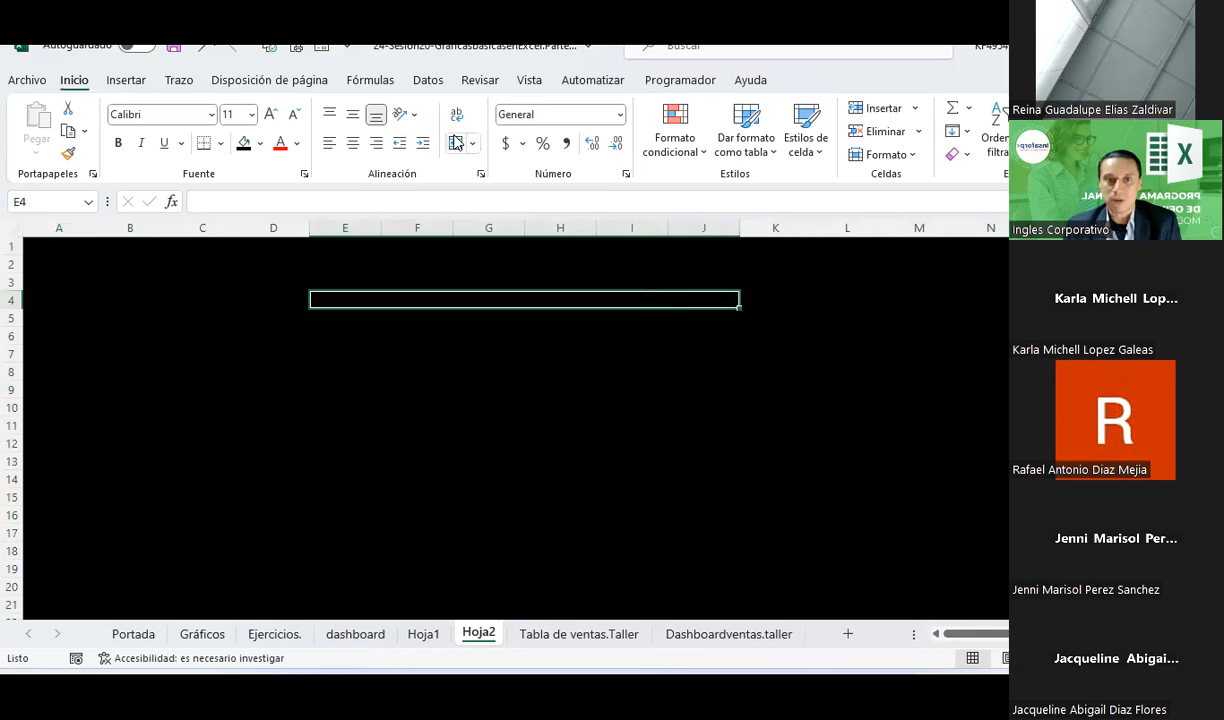 Autoguardado
24-Sesion20-GraficasbasicasenExcel.Parte...
Buscar
Archivo Inicio Insertar Trazo Disposición de página Fórmulas Datos Revisar Vista Automatizar Programador Ayuda
Pegar
Calibri 11
N K S
General
$ % 000
Formato condicional
Dar formato como tabla
Estilos de celda
Insertar
Eliminar
Formato
Portapapeles Fuente Alineación Número Estilos Celdas
E4
fx
A B C D E F G H I J K L M N
1
2
3
4
5
6
7
8
9
10
11
12
13
14
15
16
17
18
19
20
21
Portada Gráficos Ejercicios. dashboard Hoja1 Hoja2 Tabla de ventas.Taller Dashboardventas.taller
Listo
Accesibilidad: es necesario investigar
Reina Guadalupe Elias Zaldivar
Ingles Corporativo
Karla Michell Lop...
Karla Michell Lopez Galeas
R
Rafael Antonio Diaz Mejia
Jenni Marisol Per...
Jenni Marisol Perez Sanchez
Jacqueline Abigai...
Jacqueline Abigail Diaz Flores